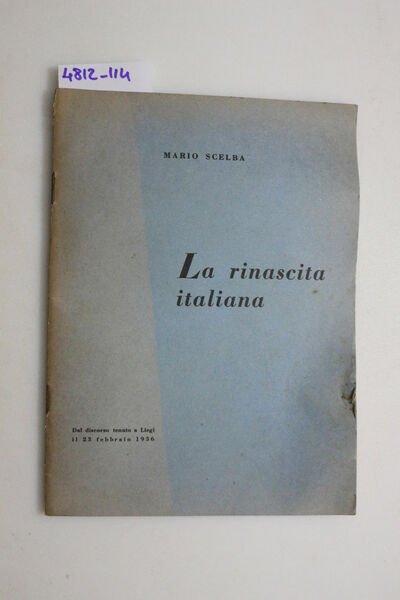 4812-114
MARIO SCELBA
La rinascita
italiana
Dal discorso tenuto a Liegi
il 23 febbraio 1956